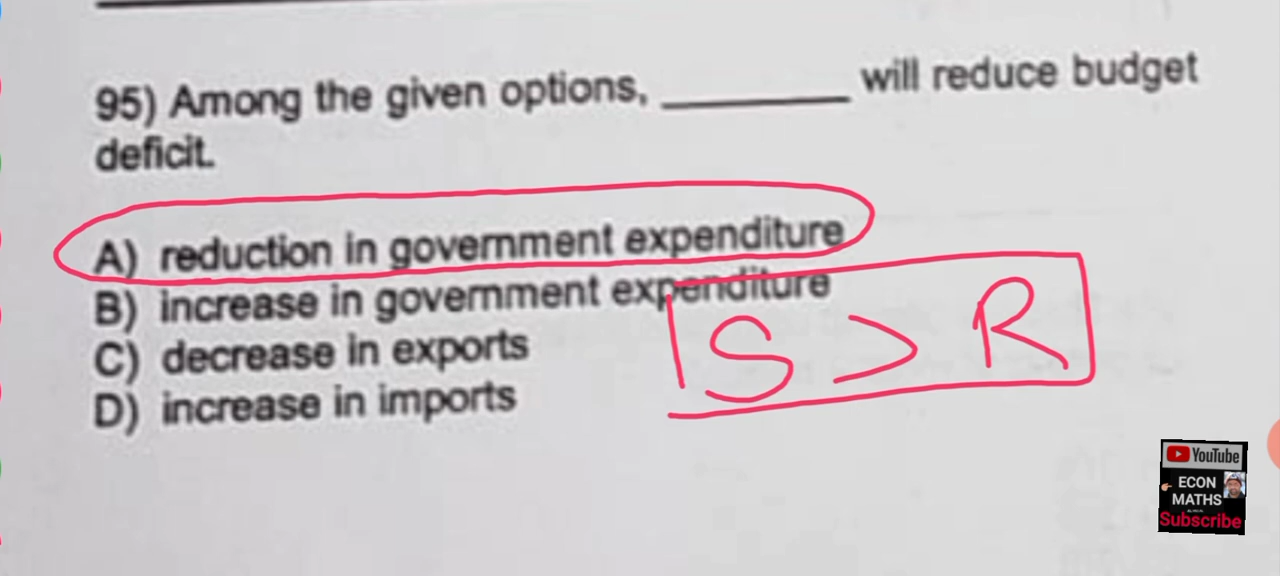 95) Among the given options, ________ will reduce budget
deficit.
A) reduction in government expenditure
B) increase in government expenditure
C) decrease in exports
D) increase in imports
S > R
YouTube
ECON
MATHS
Subscribe